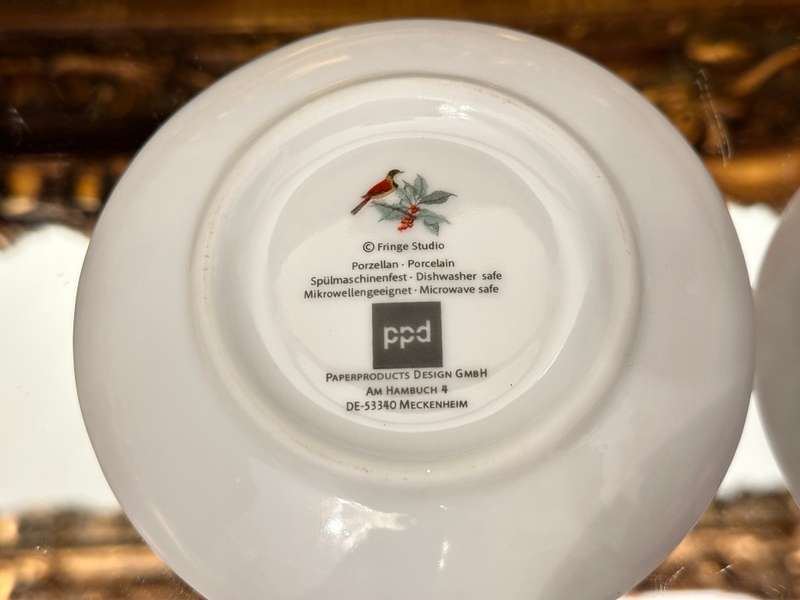 © Fringe Studio
Porzellan · Porcelain
Spülmaschinenfest · Dishwasher safe
Mikrowellengeeignet · Microwave safe
ppd
PAPERPRODUCTS DESIGN GMBH
AM HAMBUCH 4
DE-53340 MECKENHEIM